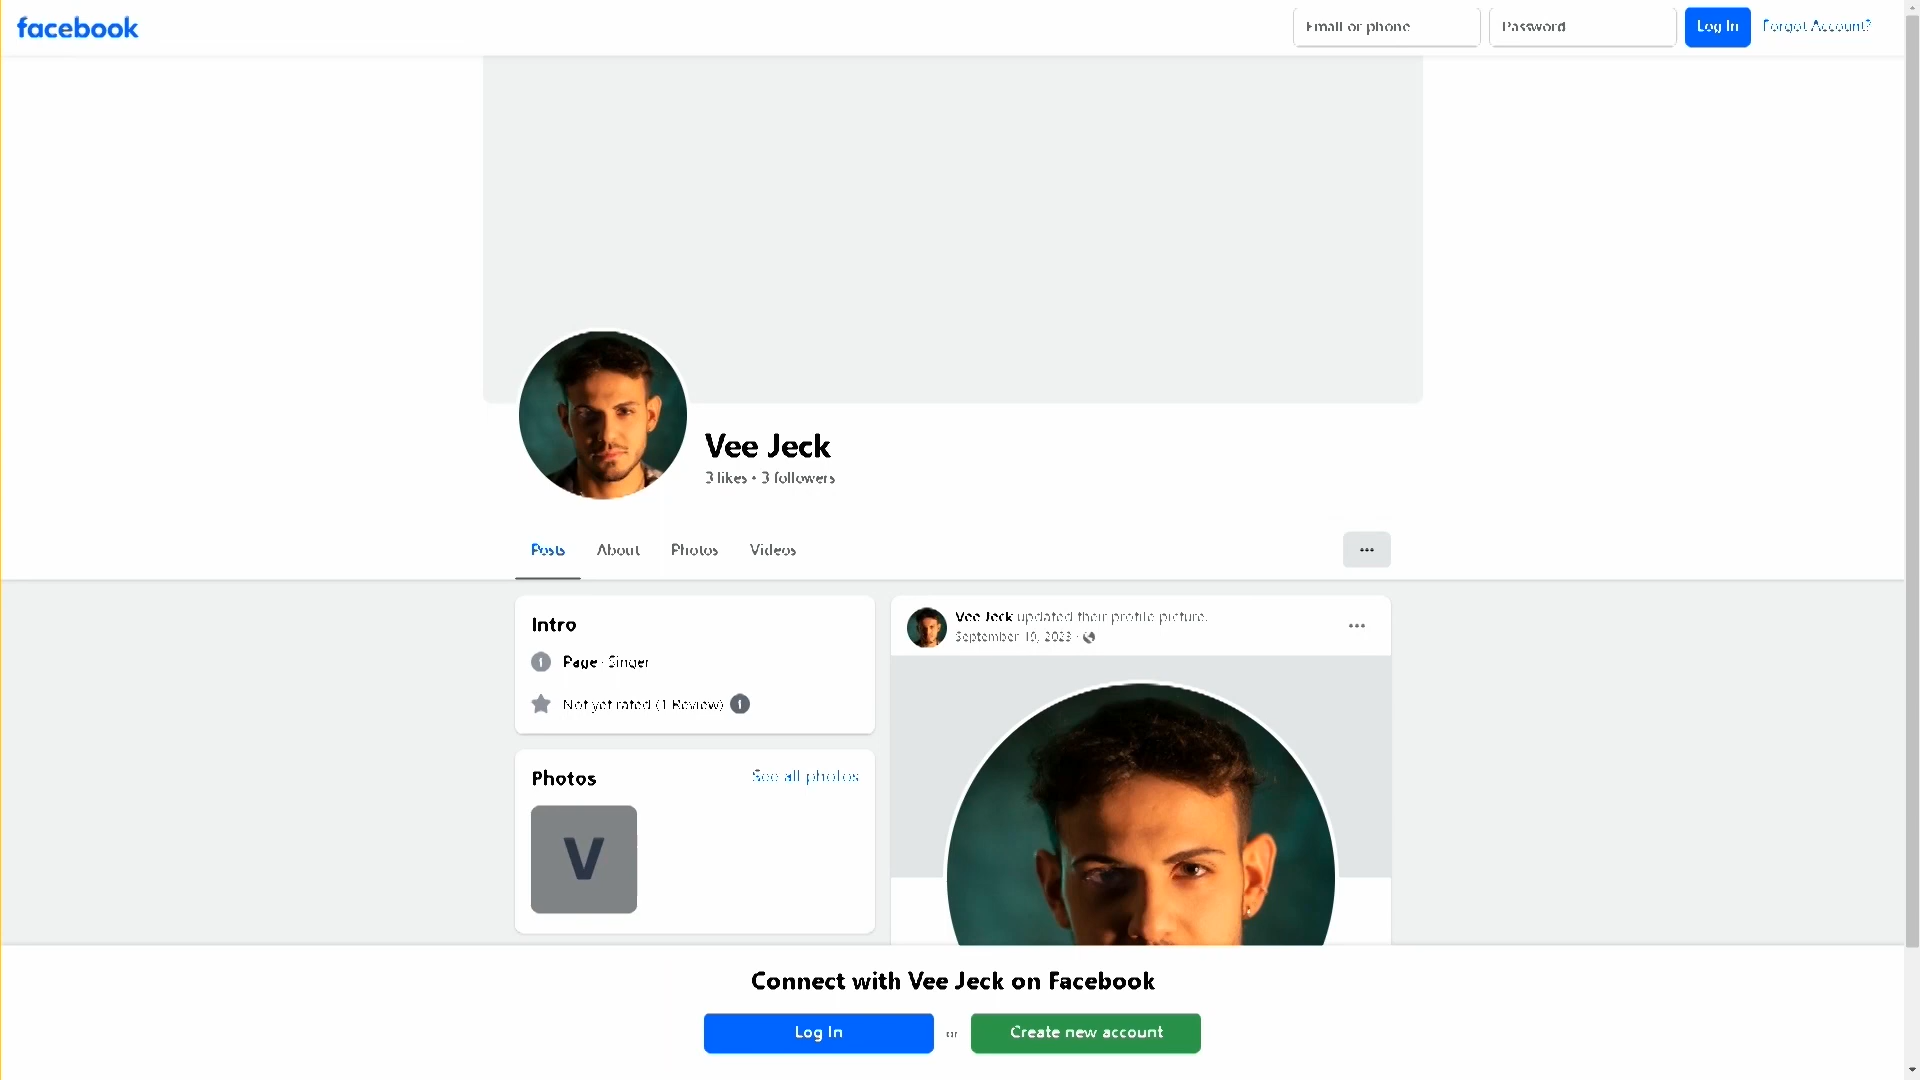 facebook
Email or phone
Password
Log In
Forgot Account?
Vee Jeck
3 likes • 3 followers
Posts
About
Photos
Videos
Intro
Page · Singer
Not yet rated (1 Review)
Photos
See all photos
V
Vee Jeck updated their profile picture.
September 19, 2023 ·
Connect with Vee Jeck on Facebook
Log In
or
Create new account